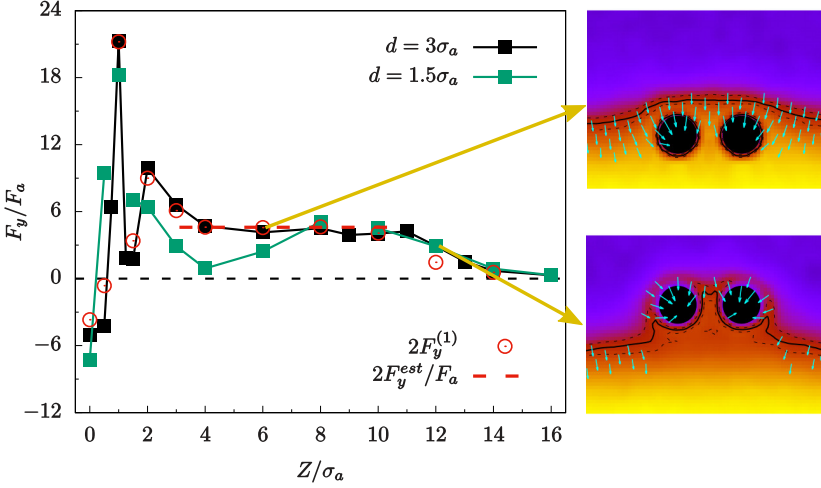 24
18
12
6
0
−6
−12
F_y/F_a
d = 3σ_a
d = 1.5σ_a
2F_y^(1)
2F_y^est/F_a
0 2 4 6 8 10 12 14 16
Z/σ_a